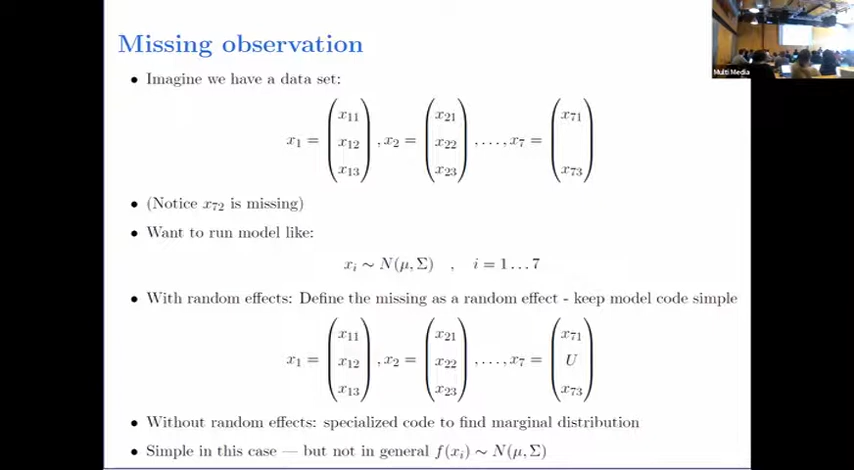 Missing observation
• Imagine we have a data set:
x₁ = (x₁₁ x₁₂ x₁₃), x₂ = (x₂₁ x₂₂ x₂₃), ..., x₇ = (x₇₁ x₇₃)
• (Notice x₇₂ is missing)
• Want to run model like:
xᵢ ∼ N(μ, Σ) , i = 1 ... 7
• With random effects: Define the missing as a random effect - keep model code simple
x₁ = (x₁₁ x₁₂ x₁₃), x₂ = (x₂₁ x₂₂ x₂₃), ..., x₇ = (x₇₁ U x₇₃)
• Without random effects: specialized code to find marginal distribution
• Simple in this case — but not in general f(xᵢ) ∼ N(μ, Σ)
Multi Media